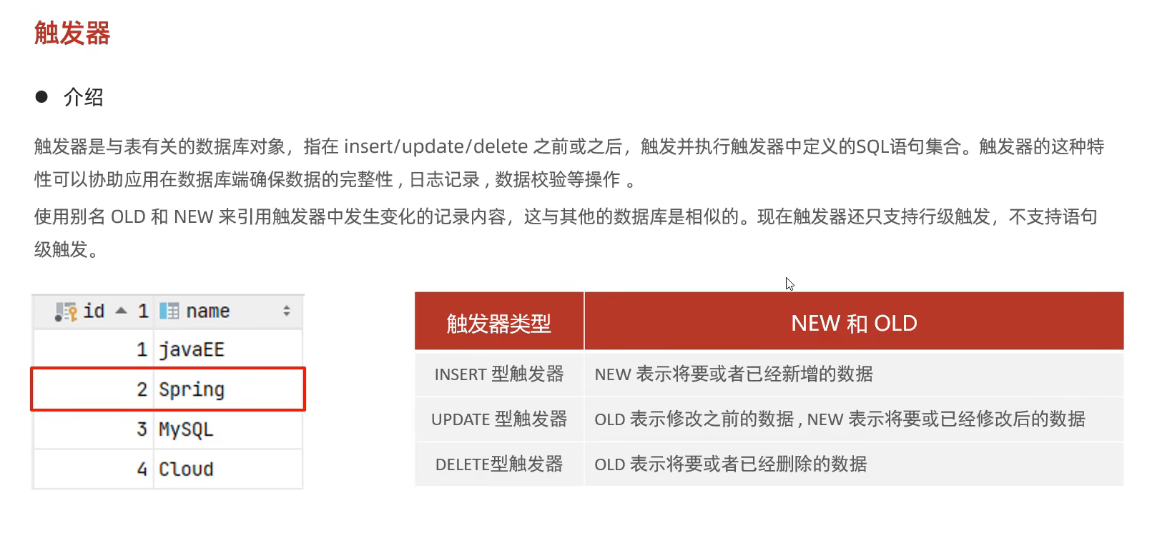 触发器
● 介绍
触发器是与表有关的数据库对象，指在 insert/update/delete 之前或之后，触发并执行触发器中定义的SQL语句集合。触发器的这种特
性可以协助应用在数据库端确保数据的完整性 , 日志记录 , 数据校验等操作 。
使用别名 OLD 和 NEW 来引用触发器中发生变化的记录内容，这与其他的数据库是相似的。现在触发器还只支持行级触发，不支持语句
级触发。
id 1 name
1 javaEE
2 Spring
3 MySQL
4 Cloud
触发器类型 NEW 和 OLD
INSERT 型触发器 NEW 表示将要或者已经新增的数据
UPDATE 型触发器 OLD 表示修改之前的数据 , NEW 表示将要或已经修改后的数据
DELETE型触发器 OLD 表示将要或者已经删除的数据